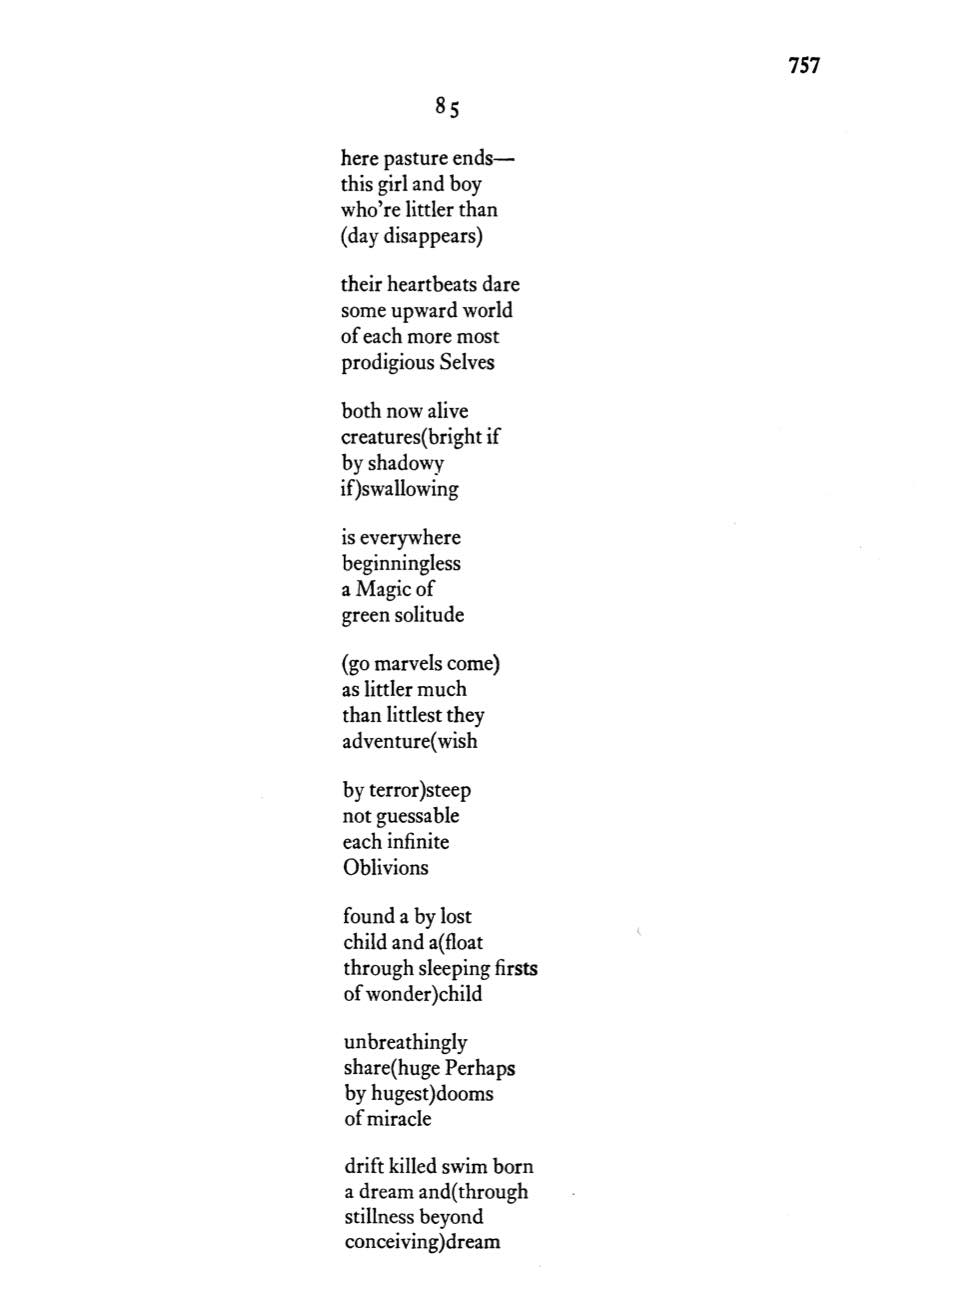 757
85
here pasture ends—
this girl and boy
who're littler than
(day disappears)
their heartbeats dare
some upward world
of each more most
prodigious Selves
both now alive
creatures(bright if
by shadowy
if)swallowing
is everywhere
beginningless
a Magic of
green solitude
(go marvels come)
as littler much
than littlest they
adventure(wish
by terror)steep
not guessable
each infinite
Oblivions
found a by lost
child and a(float
through sleeping firsts
of wonder)child
unbreathingly
share(huge Perhaps
by hugest)dooms
of miracle
drift killed swim born
a dream and(through
stillness beyond
conceiving)dream